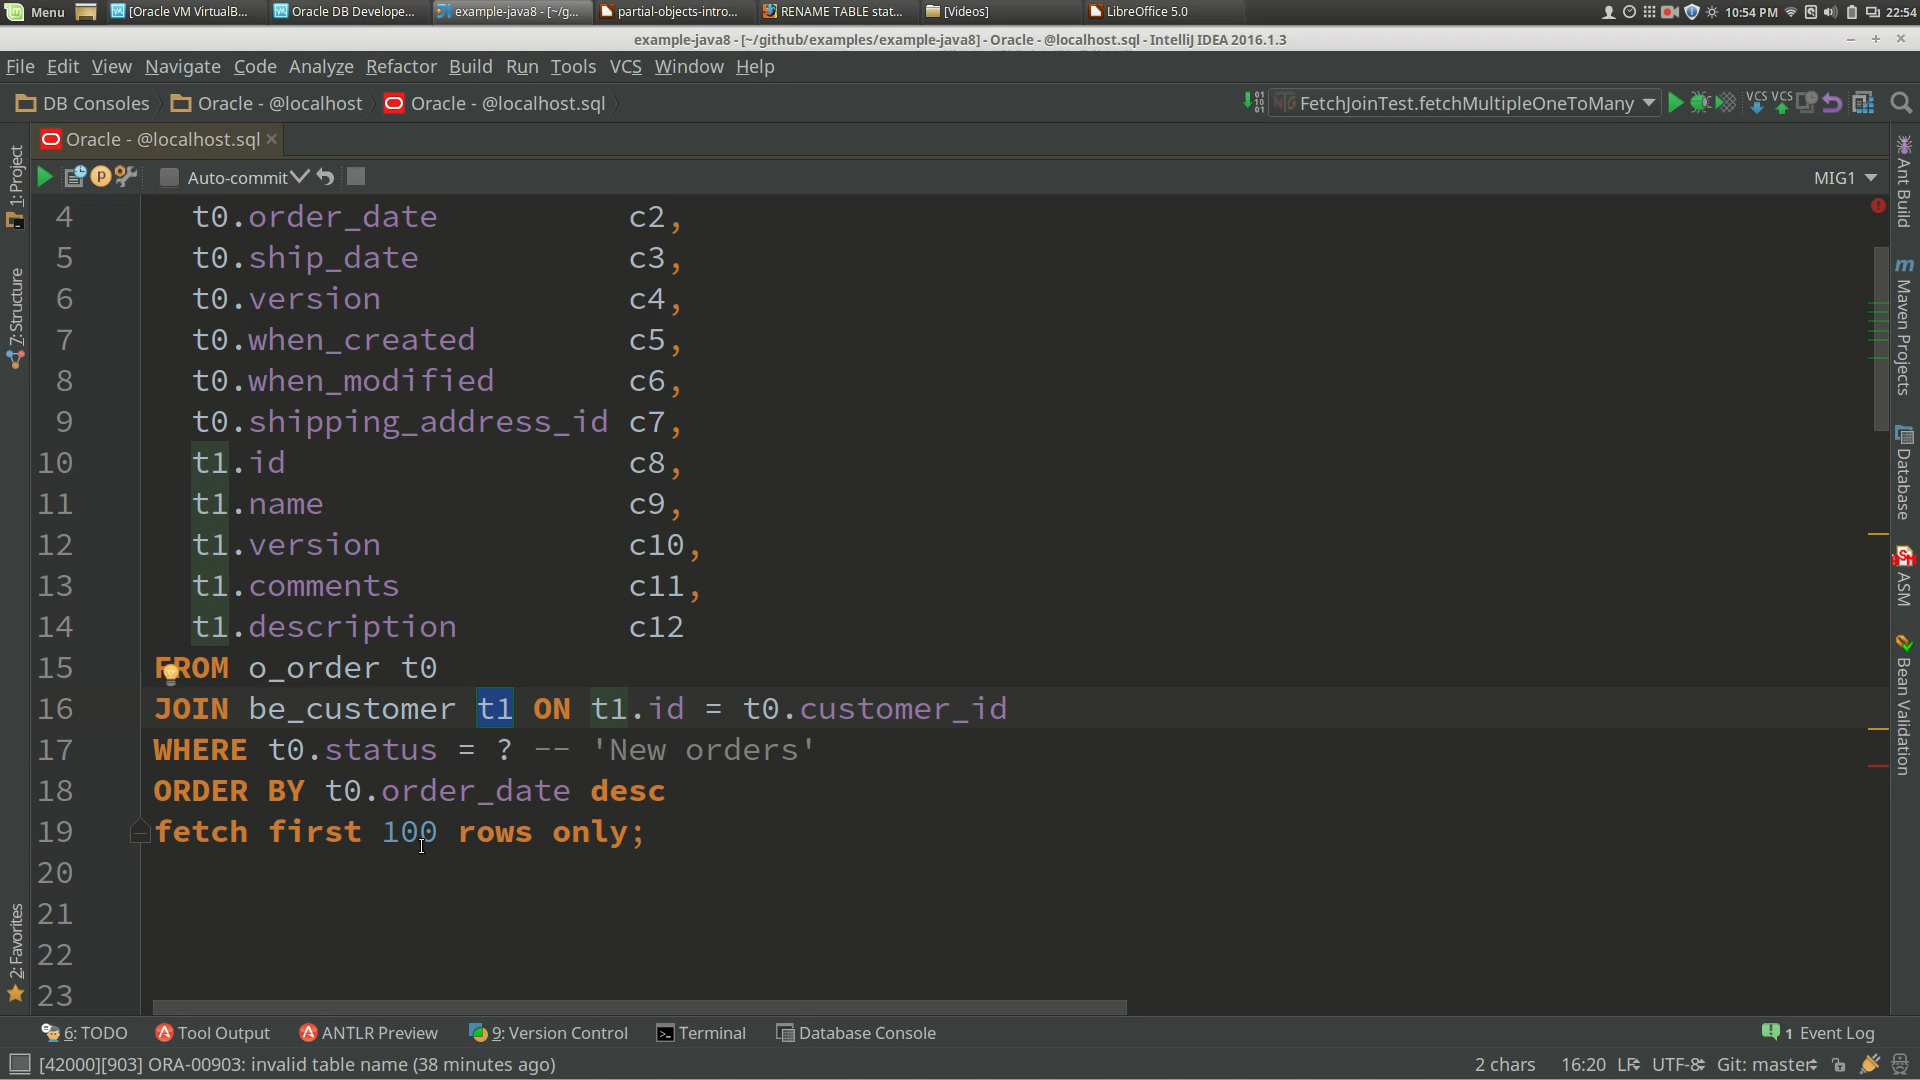 Menu [Oracle VM VirtualB... Oracle DB Develope... example-java8 - [~/g... partial-objects-intro... RENAME TABLE stat... [Videos] LibreOffice 5.0 10:54 PM 22:54
example-java8 - [~/github/examples/example-java8] - Oracle - @localhost.sql - IntelliJ IDEA 2016.1.3
File Edit View Navigate Code Analyze Refactor Build Run Tools VCS Window Help
DB Consoles Oracle - @localhost Oracle - @localhost.sql FetchJoinTest.fetchMultipleOneToMany VCS VCS
Oracle - @localhost.sql
Auto-commit MIG1
4 t0.order_date c2,
5 t0.ship_date c3,
6 t0.version c4,
7 t0.when_created c5,
8 t0.when_modified c6,
9 t0.shipping_address_id c7,
10 t1.id c8,
11 t1.name c9,
12 t1.version c10,
13 t1.comments c11,
14 t1.description c12
15 FROM o_order t0
16 JOIN be_customer t1 ON t1.id = t0.customer_id
17 WHERE t0.status = ? -- 'New orders'
18 ORDER BY t0.order_date desc
19 fetch first 100 rows only;
20
21
22
23
1: Project
7: Structure
2: Favorites
Ant Build
Maven Projects
Database
ASM
Bean Validation
6: TODO Tool Output ANTLR Preview 9: Version Control Terminal Database Console 1 Event Log
[42000][903] ORA-00903: invalid table name (38 minutes ago) 2 chars 16:20 LF UTF-8 Git: master